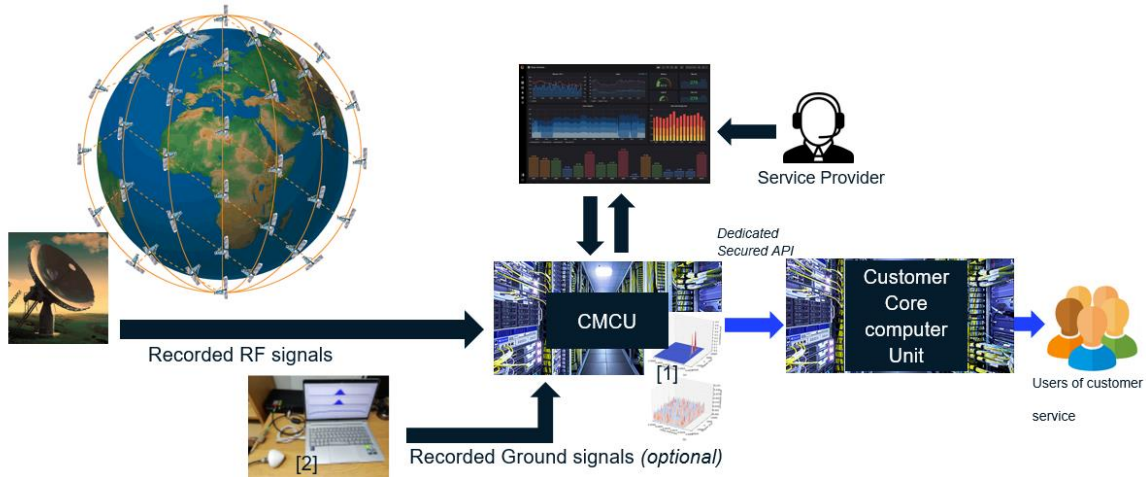 Service Provider
Dedicated
Secured API
CMCU
Customer
Core
computer
Unit
Recorded RF signals
[1]
Users of customer
service
[2]
Recorded Ground signals (optional)